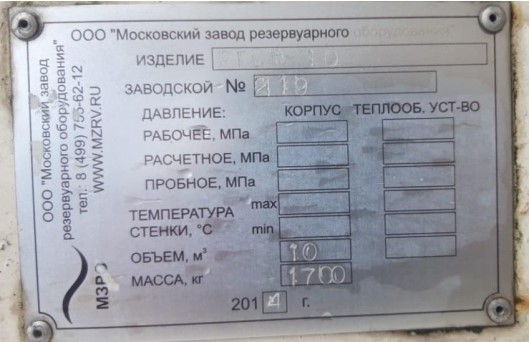 ООО "Московский завод резервуарного оборудования"
ИЗДЕЛИЕ
ЗАВОДСКОЙ № 219
ДАВЛЕНИЕ: КОРПУС ТЕПЛООБ. УСТ-ВО
РАБОЧЕЕ, МПа
РАСЧЕТНОЕ, МПа
ПРОБНОЕ, МПа
ТЕМПЕРАТУРА max
СТЕНКИ, °С min
ОБЪЕМ, м³ 10
МАССА, кг 1700
201 г.
ООО "Московский завод
резервуарного оборудования"
тел.: 8 (499) 755-62-12
WWW.MZRV.RU
МЗРО